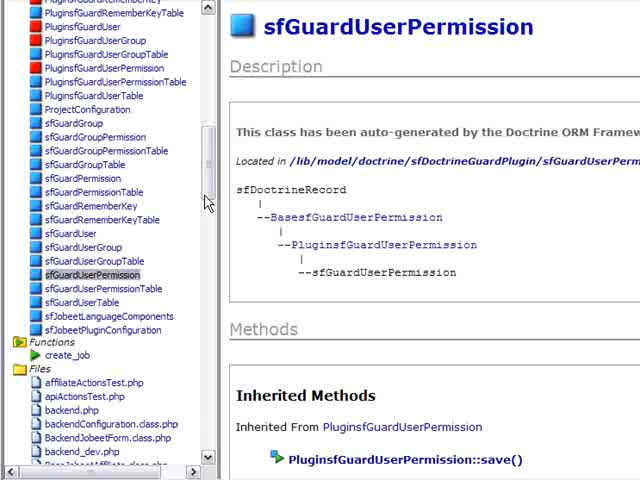 PluginsfGuardRememberKeyTable
PluginsfGuardUser
PluginsfGuardUserGroup
PluginsfGuardUserGroupTable
PluginsfGuardUserPermission
PluginsfGuardUserPermissionTable
PluginsfGuardUserTable
ProjectConfiguration
sfGuardGroup
sfGuardGroupPermission
sfGuardGroupPermissionTable
sfGuardGroupTable
sfGuardPermission
sfGuardPermissionTable
sfGuardRememberKey
sfGuardRememberKeyTable
sfGuardUser
sfGuardUserGroup
sfGuardUserGroupTable
sfGuardUserPermission
sfGuardUserPermissionTable
sfGuardUserTable
sfJobeetLanguageComponents
sfJobeetPluginConfiguration
Functions
create_job
Files
affiliateActionsTest.php
apiActionsTest.php
backend.php
backendConfiguration.class.php
BackendJobeetForm.class.php
backend_dev.php
sfGuardUserPermission
Description
This class has been auto-generated by the Doctrine ORM Framew
Located in /lib/model/doctrine/sfDoctrineGuardPlugin/sfGuardUserPerm
sfDoctrineRecord
|
--BasesfGuardUserPermission
|
--PluginsfGuardUserPermission
|
--sfGuardUserPermission
Methods
Inherited Methods
Inherited From PluginsfGuardUserPermission
PluginsfGuardUserPermission::save()